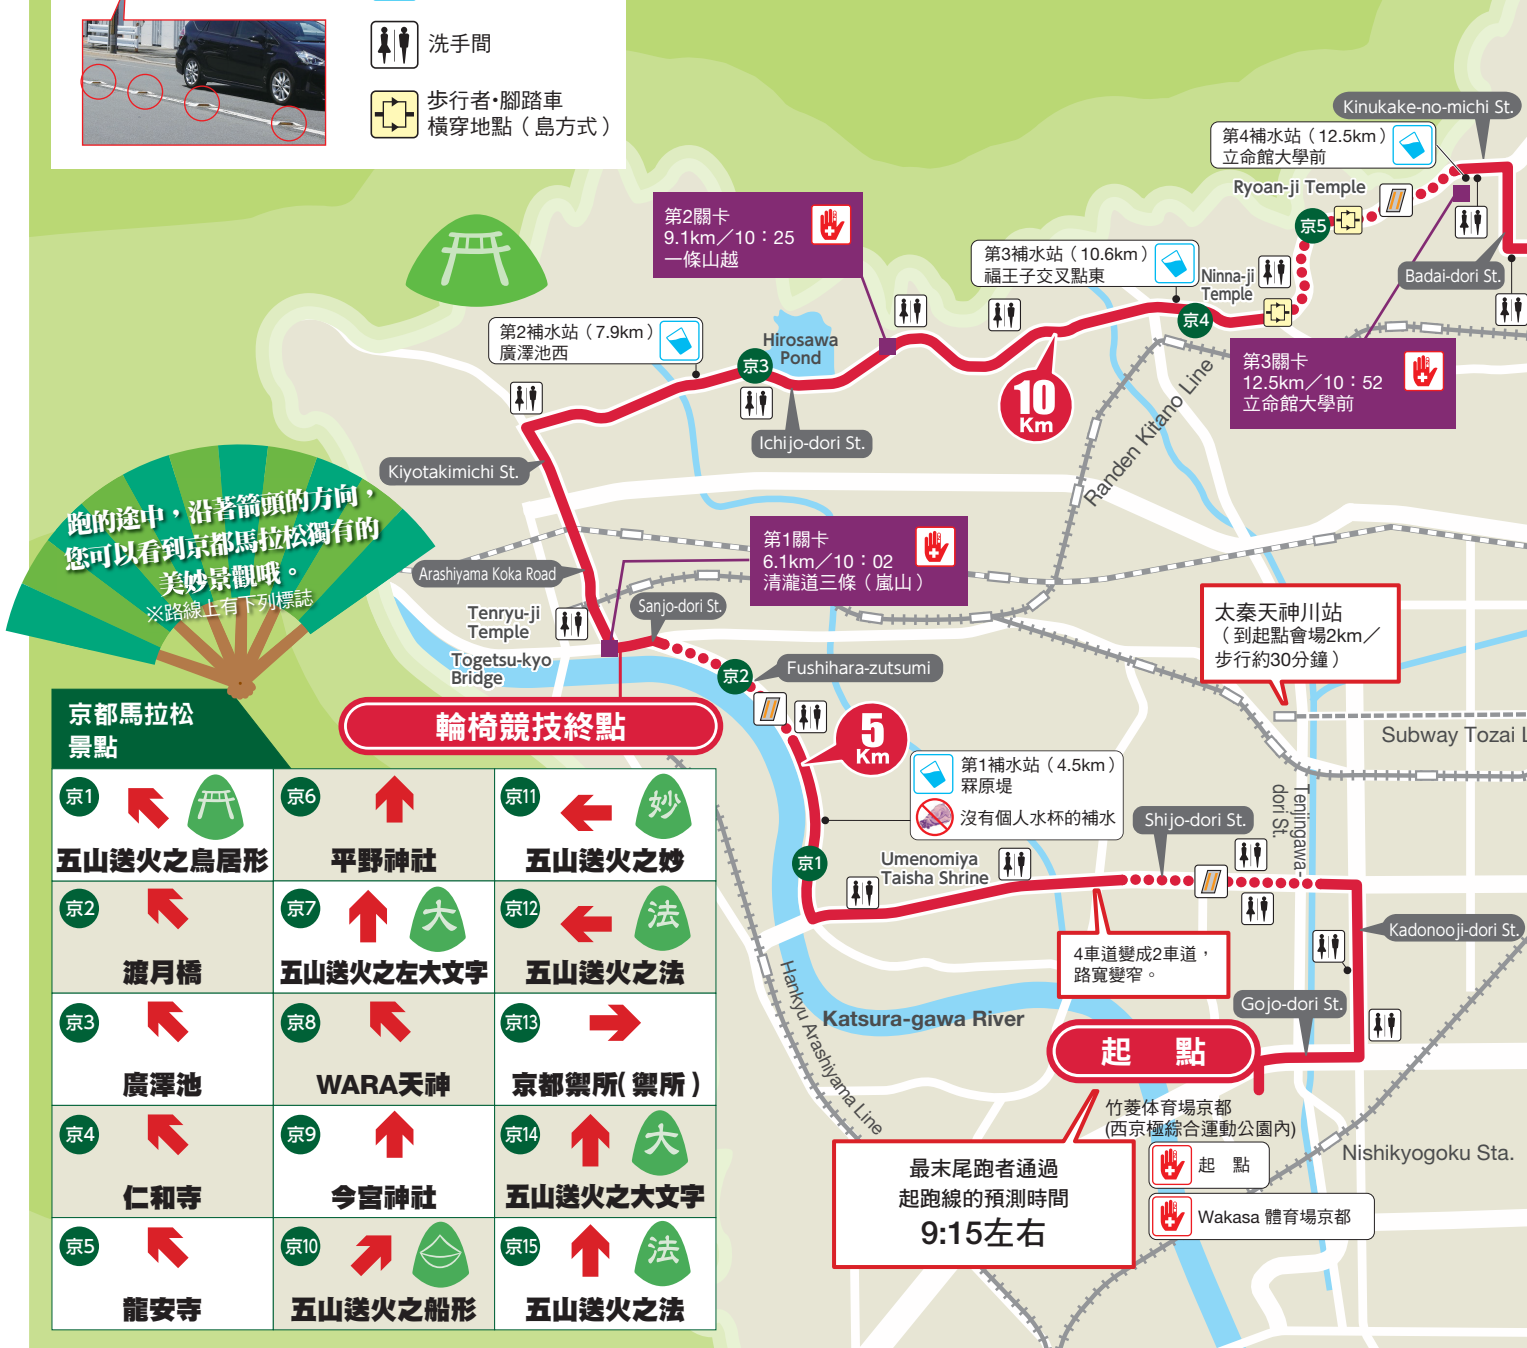 洗手間
步行者・腳踏車
橫穿地點（島方式）
Kinukake-no-michi St.
第4補水站（12.5km）
立命館大學前
Ryoan-ji Temple
京5
第2關卡
9.1km／10：25
一條山越
第3補水站（10.6km）
福王子交叉點東
Ninna-ji
Temple
Badai-dori St.
京4
第2補水站（7.9km）
廣澤池西
Hirosawa
Pond
京3
10
Km
第3關卡
12.5km／10：52
立命館大學前
Randen Kitano Line
Ichijo-dori St.
Kiyotakimichi St.
跑的途中，沿著箭頭的方向，
您可以看到京都馬拉松獨有的
美妙景觀哦。
※路線上有下列標誌
第1關卡
6.1km／10：02
清瀧道三條（嵐山）
Arashiyama Koka Road
Sanjo-dori St.
Tenryu-ji
Temple
太秦天神川站
（到起點會場2km／
步行約30分鐘）
Togetsu-kyo
Bridge
京2
Fushihara-zutsumi
輪椅競技終點
5
Km
Subway Tozai L
第1補水站（4.5km）
罧原堤
沒有個人水杯的補水
Tenjingawa-
dori St.
Shijo-dori St.
京1
Umenomiya
Taisha Shrine
Kadonooji-dori St.
4車道變成2車道，
路寬變窄。
Hankyu Arashiyama Line
Katsura-gawa River
Gojo-dori St.
起 點
竹菱体育場京都
(西京極綜合運動公園內)
起 點
Wakasa 體育場京都
Nishikyogoku Sta.
最末尾跑者通過
起跑線的預測時間
9:15左右
京都馬拉松
景點
京1
大
五山送火之鳥居形
京6
平野神社
京11
妙
五山送火之妙
京2
渡月橋
京7
大
五山送火之左大文字
京12
法
五山送火之法
京3
廣澤池
京8
WARA天神
京13
京都御所(禦所)
京4
仁和寺
京9
今宮神社
京14
大
五山送火之大文字
京5
龍安寺
京10
五山送火之船形
京15
法
五山送火之法